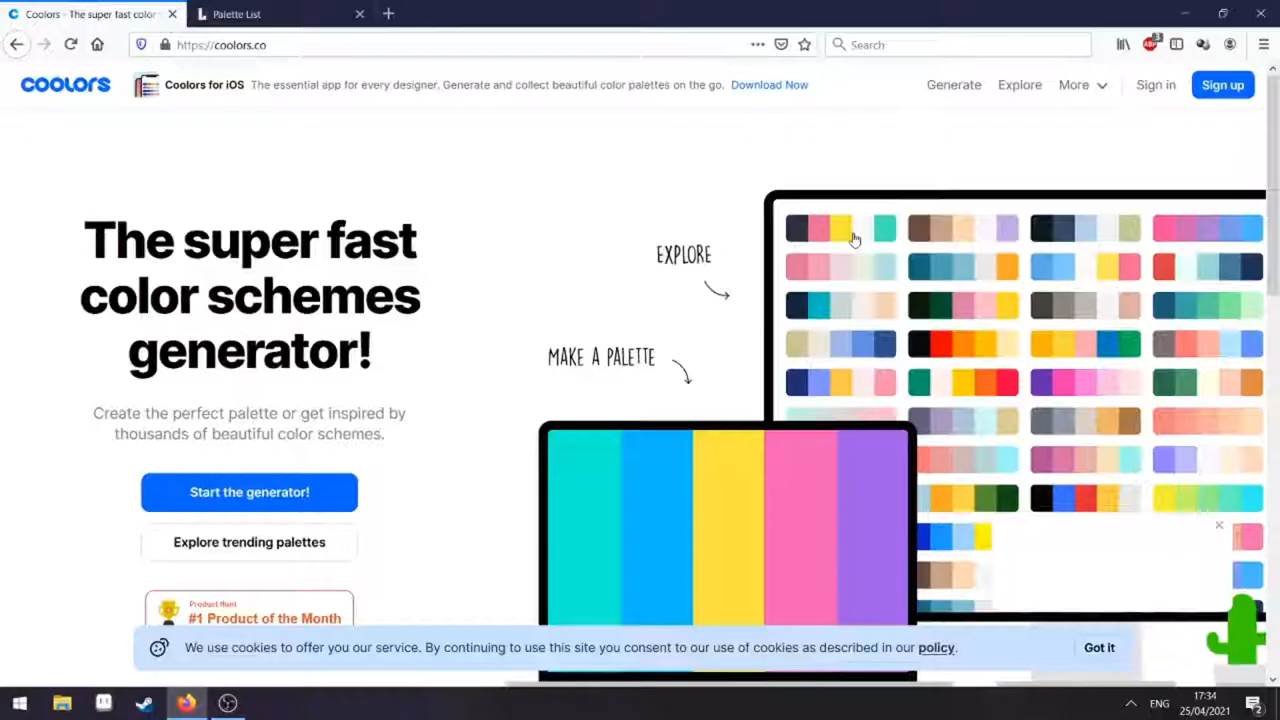 Coolors - The super fast color
Palette List
https://coolors.co
Search
coolors
Coolors for iOS The essential app for every designer. Generate and collect beautiful color palettes on the go. Download Now
Generate
Explore
More
Sign in
Sign up
The super fast
color schemes
generator!
Create the perfect palette or get inspired by
thousands of beautiful color schemes.
Start the generator!
Explore trending palettes
Product Hunt
#1 Product of the Month
EXPLORE
MAKE A PALETTE
We use cookies to offer you our service. By continuing to use this site you consent to our use of cookies as described in our policy.
Got it
ENG
17:34
25/04/2021